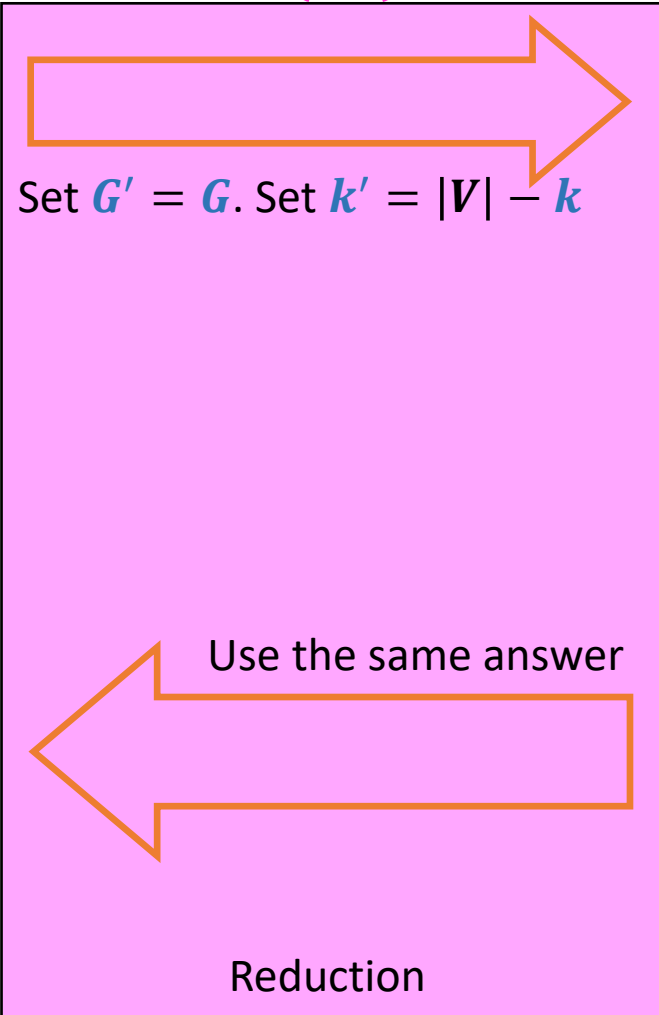 Set 𝑮′ = 𝑮. Set 𝒌′ = |𝑽| − 𝒌
Use the same answer
Reduction